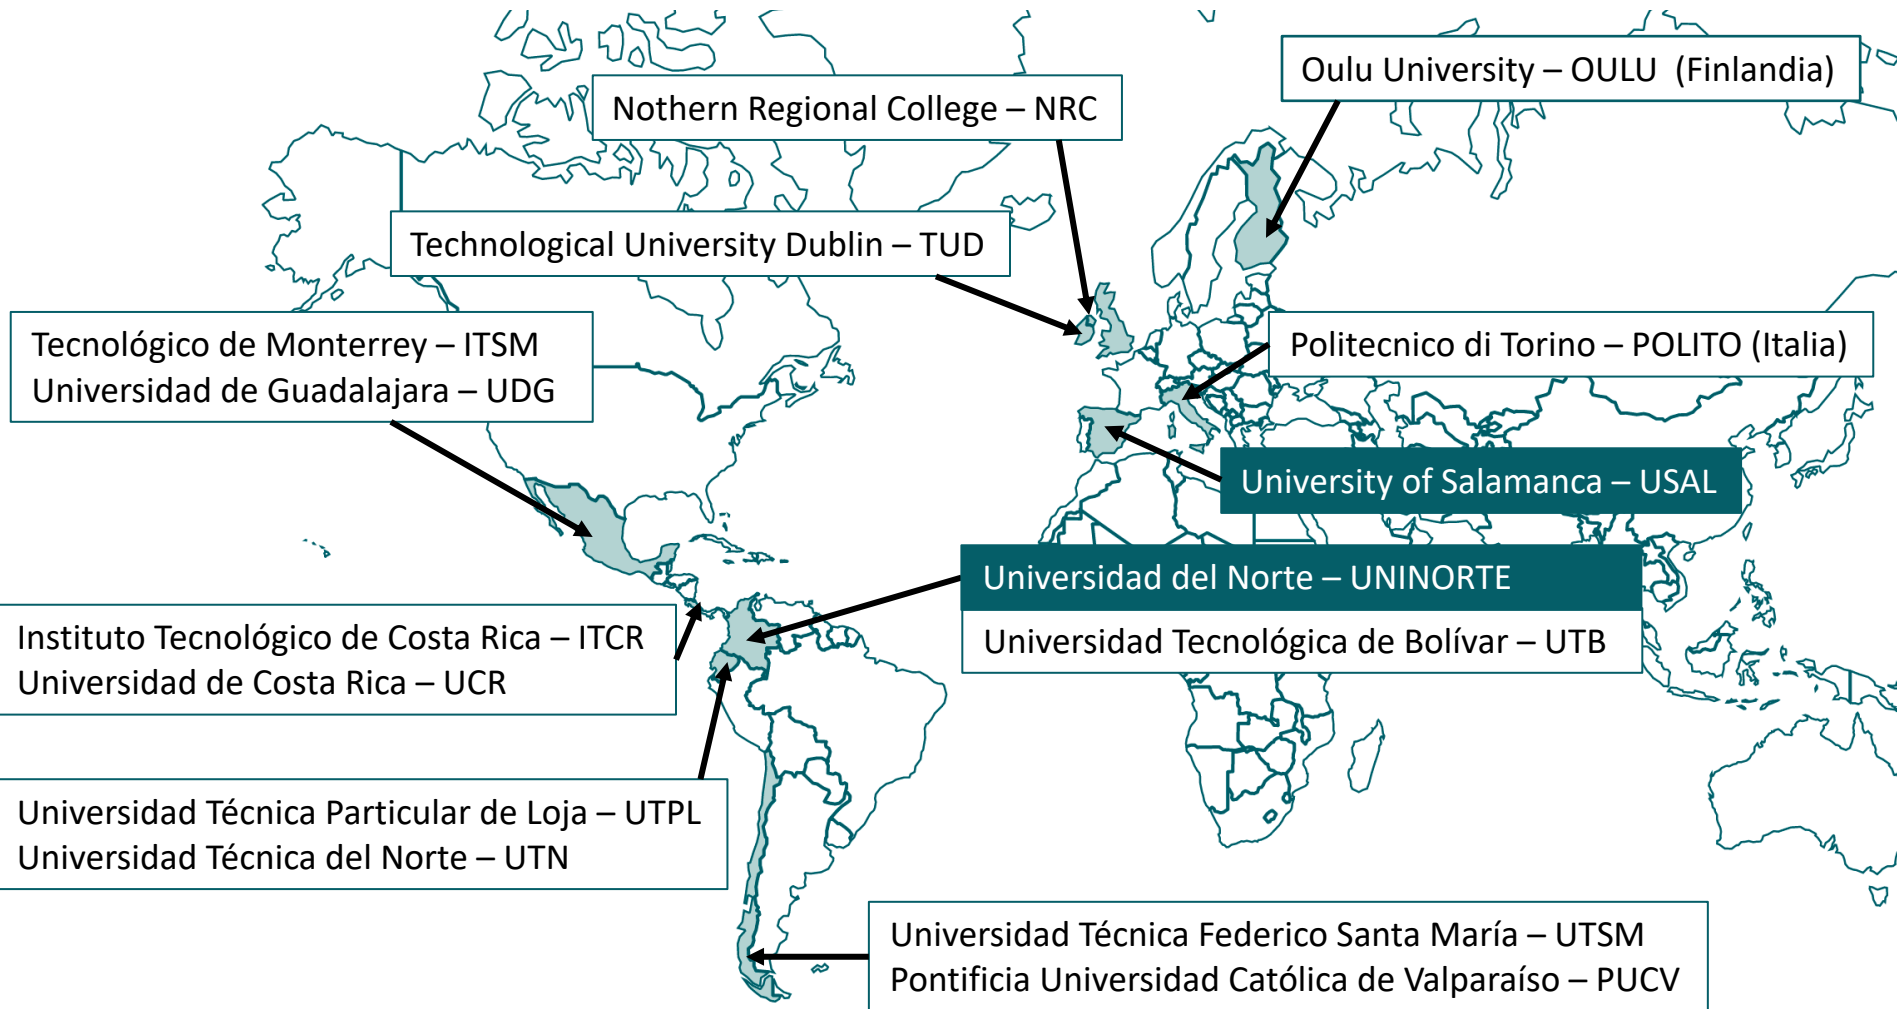 Oulu University – OULU (Finlandia)
Nothern Regional College – NRC
Technological University Dublin – TUD
Tecnológico de Monterrey – ITSM
Universidad de Guadalajara – UDG
Politecnico di Torino – POLITO (Italia)
University of Salamanca – USAL
Universidad del Norte – UNINORTE
Universidad Tecnológica de Bolívar – UTB
Instituto Tecnológico de Costa Rica – ITCR
Universidad de Costa Rica – UCR
Universidad Técnica Particular de Loja – UTPL
Universidad Técnica del Norte – UTN
Universidad Técnica Federico Santa María – UTSM
Pontificia Universidad Católica de Valparaíso – PUCV